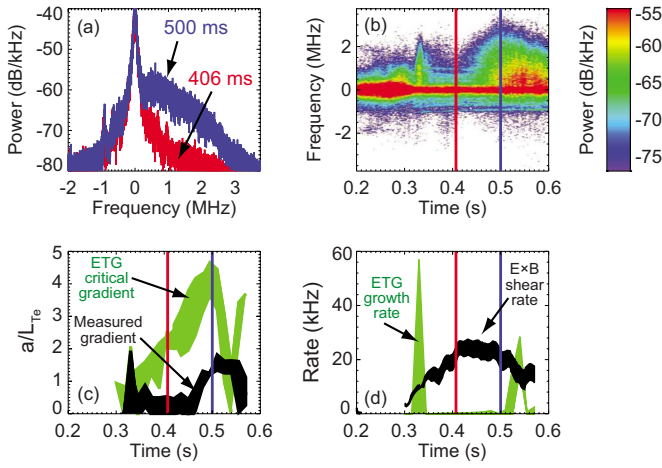 (a)
500 ms
406 ms
Power (dB/kHz)
-40
-50
-60
-70
-80
-2 -1 0 1 2 3
Frequency (MHz)
(b)
Frequency (MHz)
2
0
-2
0.2 0.3 0.4 0.5 0.6
Time (s)
Power (dB/kHz)
-55
-60
-65
-70
-75
ETG
critical
gradient
Measured
gradient
(c)
a/LTe
5
4
3
2
1
0
0.2 0.3 0.4 0.5 0.6
Time (s)
ETG
growth
rate
E×B
shear
rate
(d)
Rate (kHz)
60
40
20
0
0.2 0.3 0.4 0.5 0.6
Time (s)